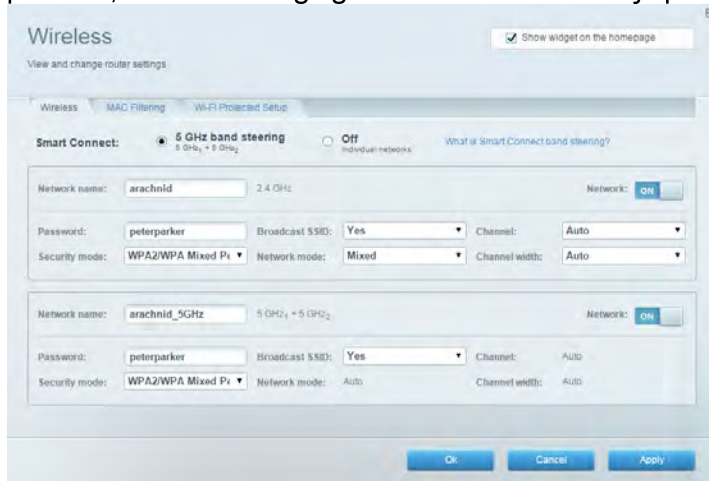 Wireless
Show widget on the homepage
View and change router settings
Wireless MAC Filtering Wi-Fi Protected Setup
Smart Connect: 5 GHz band steering Off What is Smart Connect band steering?
5 GHz1 + 5 GHz2 Individual networks
Network name: arachnid 2.4 GHz Network: ON
Password: peterparker Broadcast SSID: Yes Channel: Auto
Security mode: WPA2/WPA Mixed Network mode: Mixed Channel width: Auto
Network name: arachnid_5GHz 5 GHz1 + 5 GHz2 Network: ON
Password: peterparker Broadcast SSID: Yes Channel: Auto
Security mode: WPA2/WPA Mixed Network mode: Auto Channel width: Auto
Ok Cancel Apply